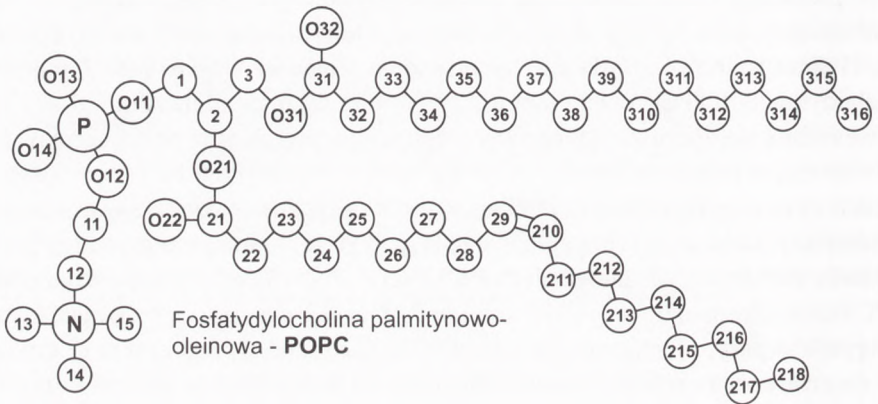 O32
O13 1 3 31 33 35 37 39 311 313 315
O11
P 2 O31 32 34 36 38 310 312 314 316
O14
O12 O21
11 O22 21 23 25 27 29 210
22 24 26 28
12 211 212
13 N 15 Fosfatydylocholina palmitynowo- 213 214
oleinowa - POPC 215 216
14 217 218